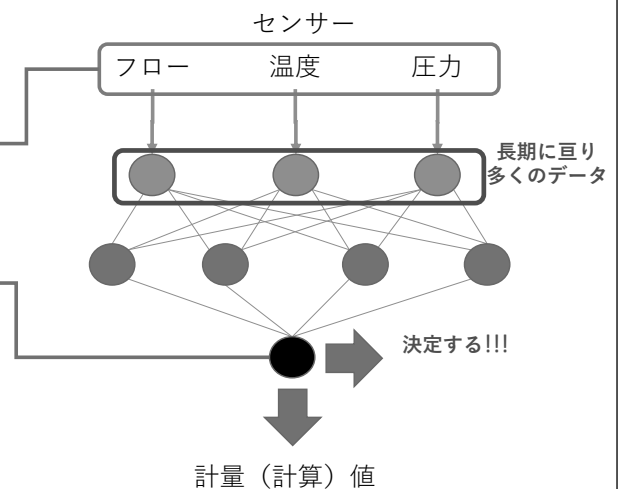 センサー
フロー 温度 圧力
長期に亘り
多くのデータ
決定する!!!
計量（計算）値